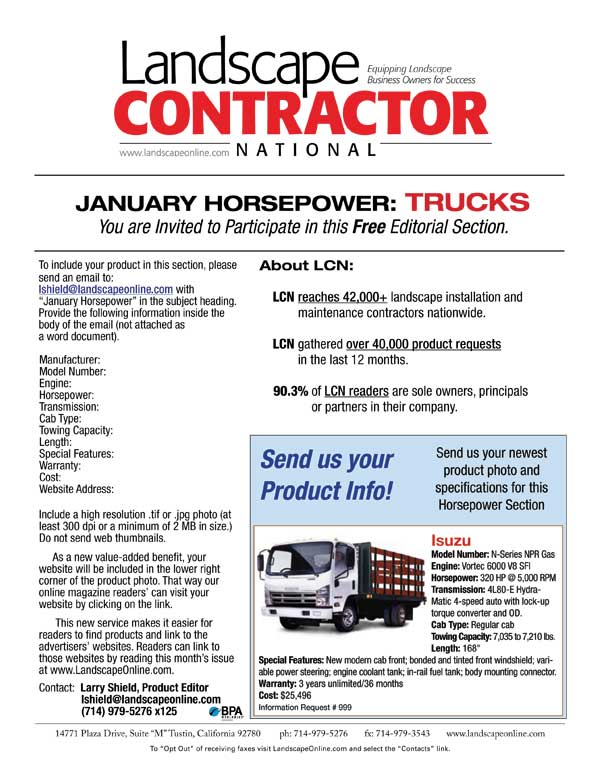 Landscape
Equipping Landscape
Business Owners for Success
CONTRACTOR
www.landscapeonline.com
NATIONAL
JANUARY HORSEPOWER: TRUCKS
You are Invited to Participate in this Free Editorial Section.
To include your product in this section, please
send an email to:
lshield@landscapeonline.com with
“January Horsepower” in the subject heading.
Provide the following information inside the
body of the email (not attached as
a word document).
Manufacturer:
Model Number:
Engine:
Horsepower:
Transmission:
Cab Type:
Towing Capacity:
Length:
Special Features:
Warranty:
Cost:
Website Address:
Include a high resolution .tif or .jpg photo (at
least 300 dpi or a minimum of 2 MB in size.)
Do not send web thumbnails.
As a new value-added benefit, your
website will be included in the lower right
corner of the product photo. That way our
online magazine readers’ can visit your
website by clicking on the link.
This new service makes it easier for
readers to find products and link to the
advertisers’ websites. Readers can link to
those websites by reading this month’s issue
at www.LandscapeOnline.com.
Contact: Larry Shield, Product Editor
lshield@landscapeonline.com
(714) 979-5276 x125
BPA
WORLDWIDE
About LCN:
LCN reaches 42,000+ landscape installation and
maintenance contractors nationwide.
LCN gathered over 40,000 product requests
in the last 12 months.
90.3% of LCN readers are sole owners, principals
or partners in their company.
Send us your
Product Info!
Send us your newest
product photo and
specifications for this
Horsepower Section
Isuzu
Model Number: N-Series NPR Gas
Engine: Vortec 6000 V8 SFI
Horsepower: 320 HP @ 5,000 RPM
Transmission: 4L80-E Hydra-
Matic 4-speed auto with lock-up
torque converter and OD.
Cab Type: Regular cab
Towing Capacity: 7,035 to 7,210 lbs.
Length: 168"
Special Features: New modern cab front; bonded and tinted front windshield; vari-
able power steering; engine coolant tank; in-rail fuel tank; body mounting connector.
Warranty: 3 years unlimited/36 months
Cost: $25,496
Information Request # 999
14771 Plaza Drive, Suite “M” Tustin, California 92780 ph: 714-979-5276 fx: 714-979-3543 www.landscapeonline.com
To “Opt Out” of receiving faxes visit LandscapeOnline.com and select the “Contacts” link.